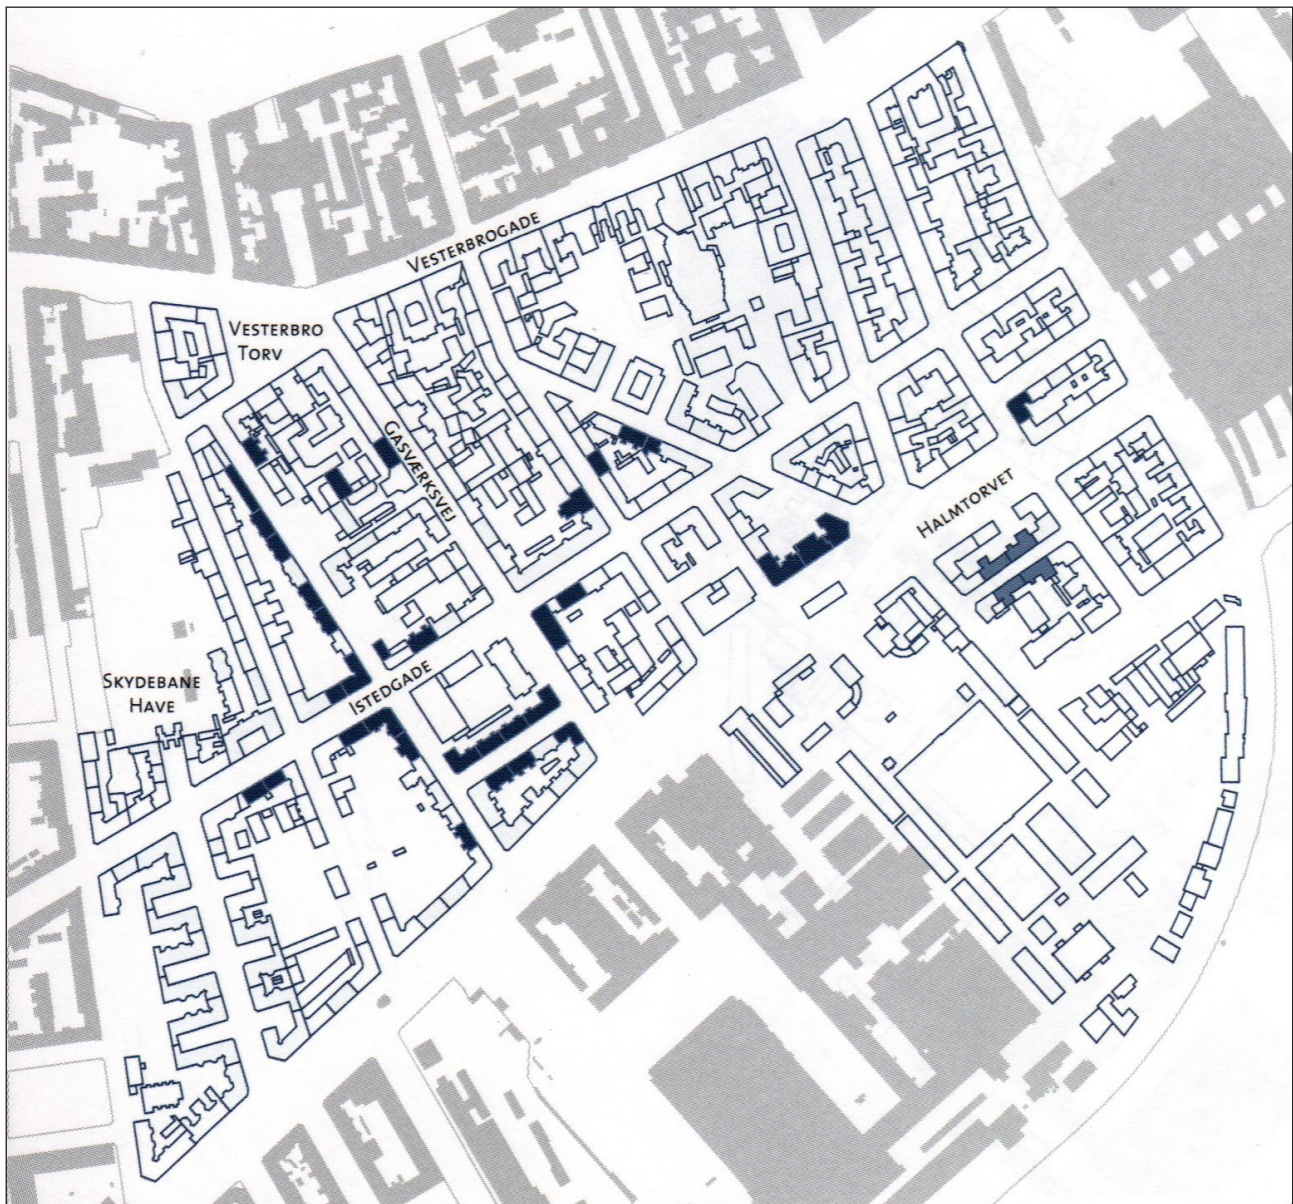 VESTERBROGADE
VESTERBRO
TORV
GASVÆRKSVEJ
HALMTORVET
SKYDEBANE
HAVE
ISTEDGADE